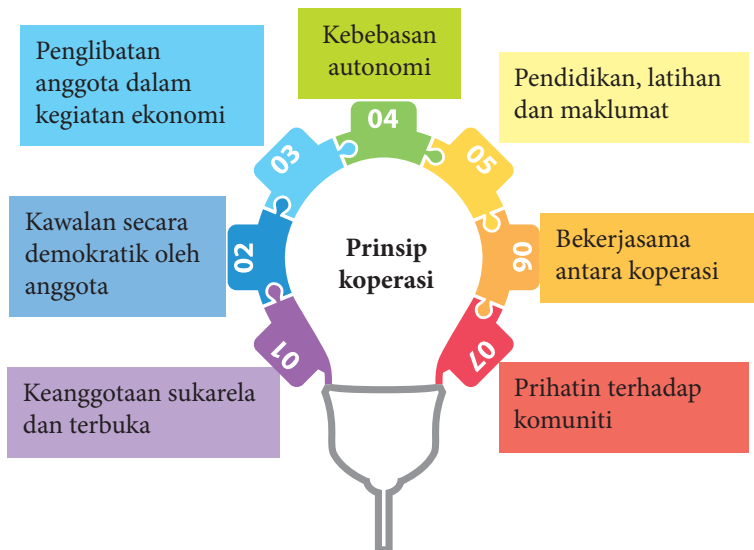 Prinsip
koperasi
01
Keanggotaan sukarela
dan terbuka
02
Kawalan secara
demokratik oleh
anggota
03
Penglibatan
anggota dalam
kegiatan ekonomi
04
Kebebasan
autonomi
05
Pendidikan, latihan
dan maklumat
06
Bekerjasama
antara koperasi
07
Prihatin terhadap
komuniti